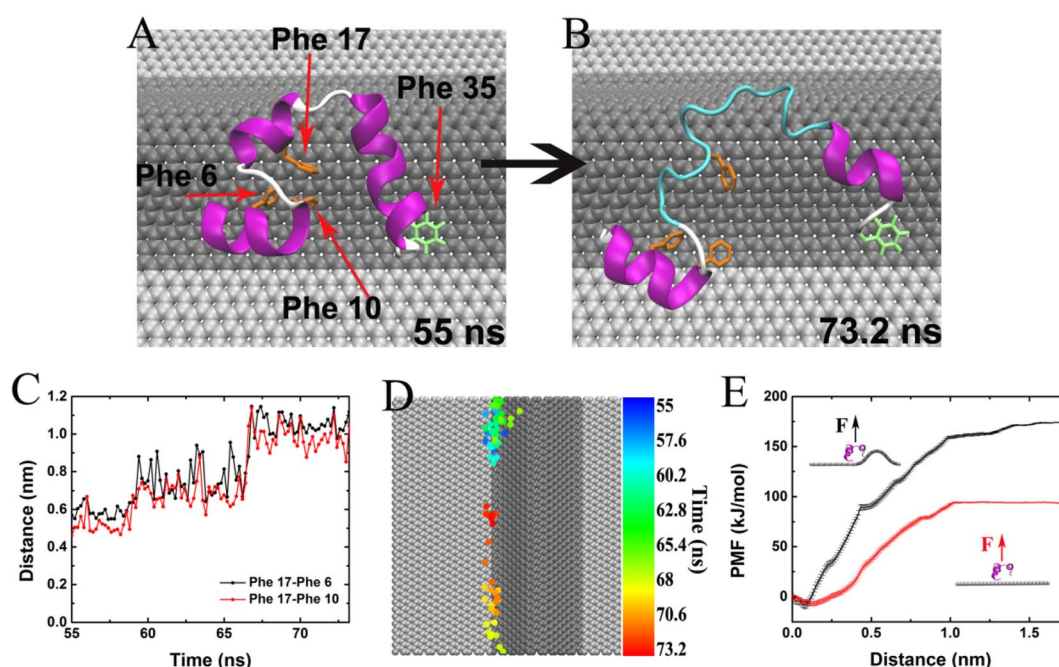 A
Phe 17
Phe 35
Phe 6
Phe 10
55 ns
B
73.2 ns
C
Distance (nm)
1.2
1.0
0.8
0.6
0.4
0.2
0.0
Phe 17-Phe 6
Phe 17-Phe 10
55 60 65 70
Time (ns)
D
55
57.6
60.2
62.8
65.4
68
70.6
73.2
Time (ns)
E
PMF (kJ/mol)
200
150
100
50
0
F
F
0.0 0.5 1.0 1.5
Distance (nm)